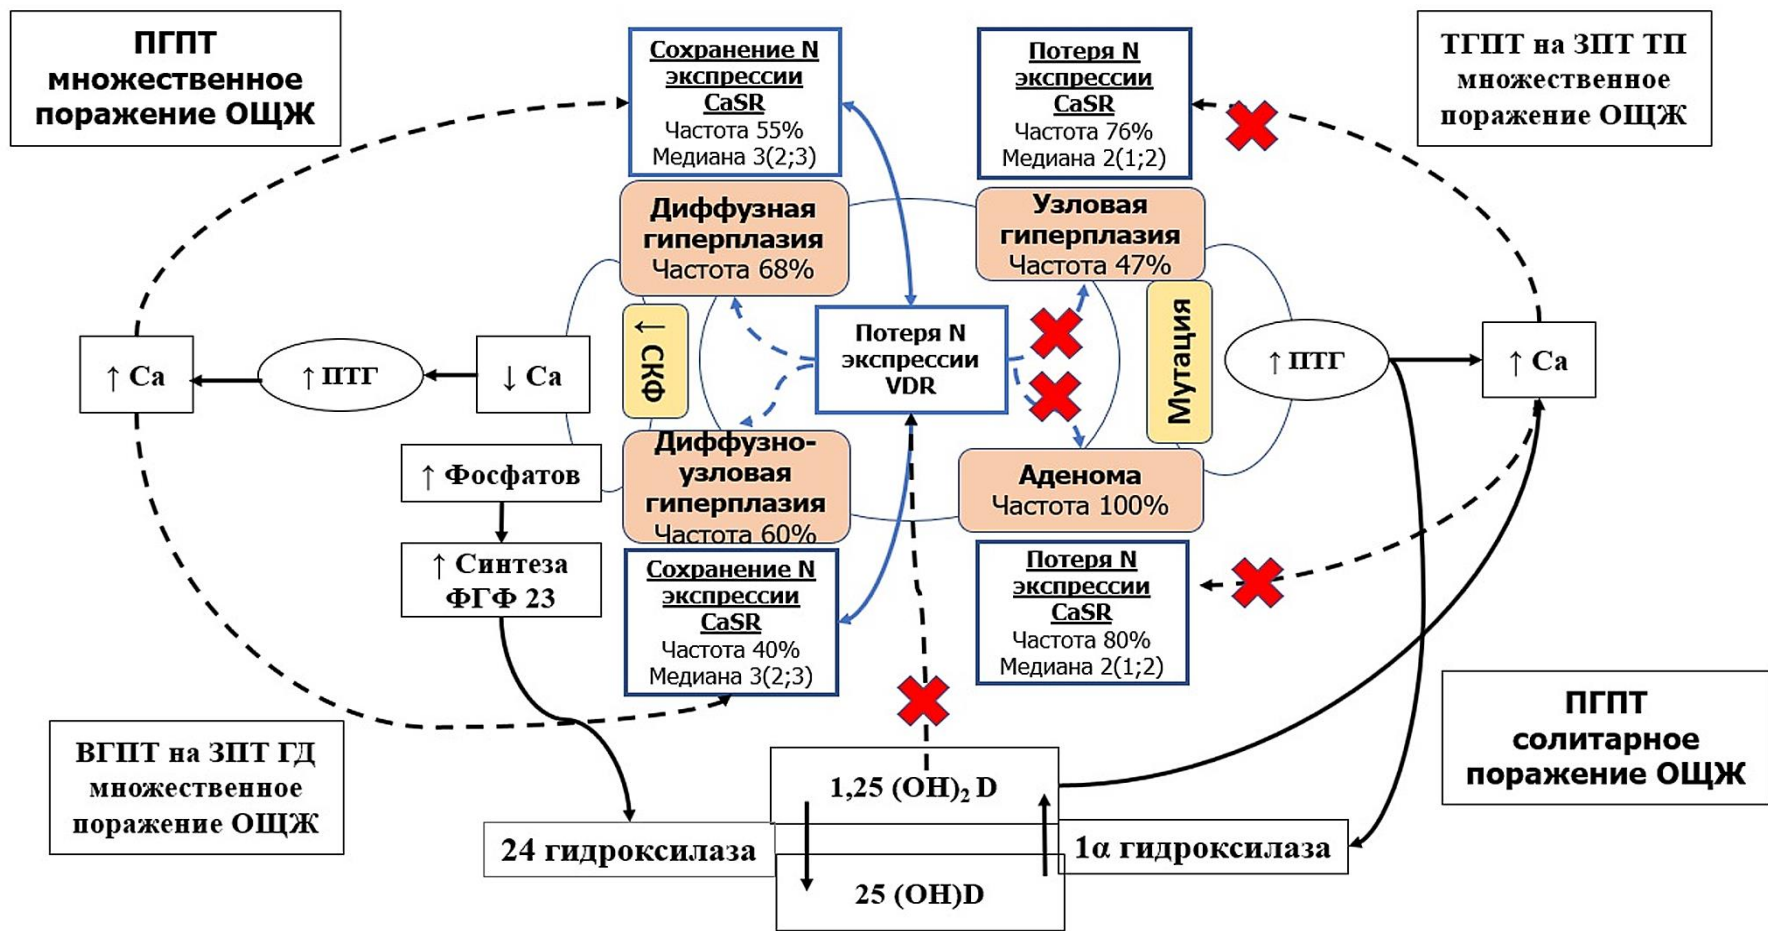 ПГПТ
множественное
поражение ОЩЖ
Сохранение N
экспрессии
CaSR
Частота 55%
Медиана 3(2;3)
Потеря N
экспрессии
CaSR
Частота 76%
Медиана 2(1;2)
ТГПТ на ЗПТ ТП
множественное
поражение ОЩЖ
Диффузная
гиперплазия
Частота 68%
Узловая
гиперплазия
Частота 47%
↑ Ca
↑ ПТГ
↓ Ca
↓ СКФ
Потеря N
экспрессии
VDR
Мутация
↑ ПТГ
↑ Ca
↑ Фосфатов
↑ Синтеза
ФГФ 23
Диффузно-
узловая
гиперплазия
Частота 60%
Аденома
Частота 100%
Сохранение N
экспрессии
CaSR
Частота 40%
Медиана 3(2;3)
Потеря N
экспрессии
CaSR
Частота 80%
Медиана 2(1;2)
ВГПТ на ЗПТ ГД
множественное
поражение ОЩЖ
ПГПТ
солитарное
поражение ОЩЖ
1,25 (OH)₂ D
24 гидроксилаза
1α гидроксилаза
25 (OH)D